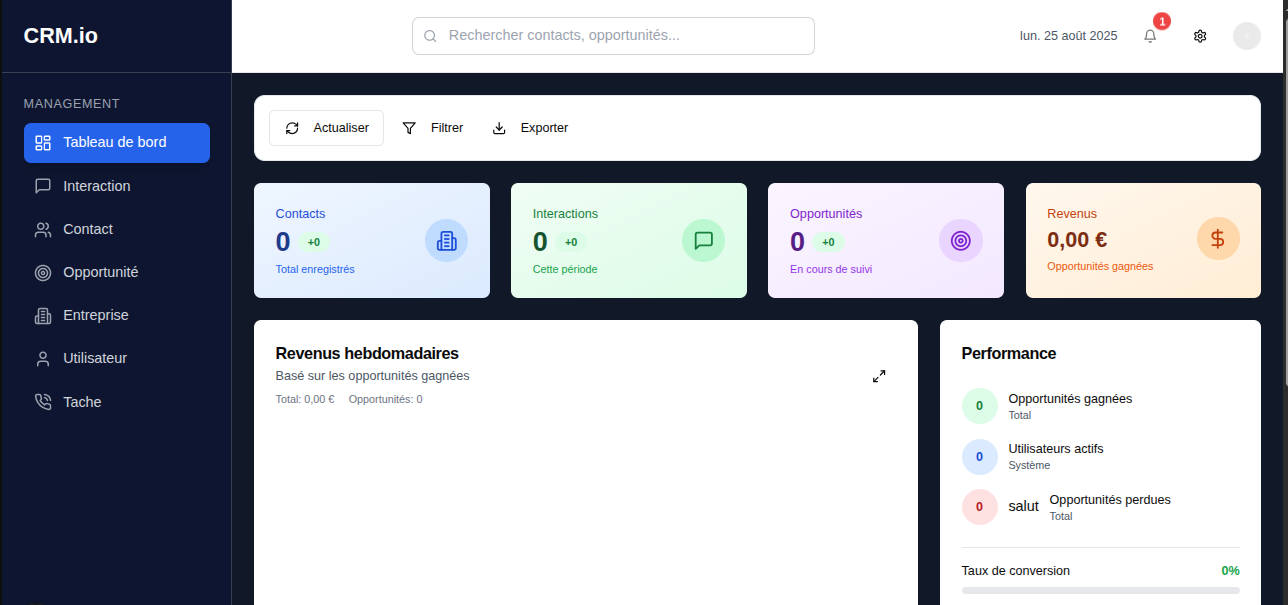 CRM.io
Rechercher contacts, opportunités...
lun. 25 août 2025
1
MANAGEMENT
Tableau de bord
Interaction
Contact
Opportunité
Entreprise
Utilisateur
Tache
Actualiser
Filtrer
Exporter
Contacts
0
+0
Total enregistrés
Interactions
0
+0
Cette période
Opportunités
0
+0
En cours de suivi
Revenus
0,00 €
Opportunités gagnées
Revenus hebdomadaires
Basé sur les opportunités gagnées
Total: 0,00 € Opportunités: 0
Performance
0
Opportunités gagnées
Total
0
Utilisateurs actifs
Système
0
salut
Opportunités perdues
Total
Taux de conversion 0%